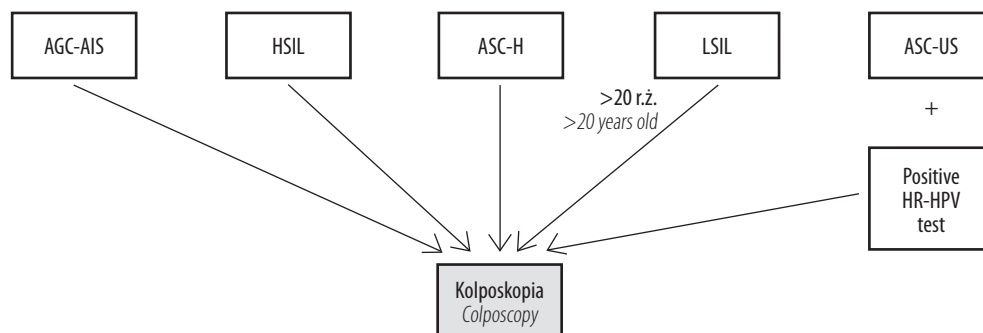 AGC-AIS
HSIL
ASC-H
LSIL
ASC-US
>20 r.ż.
>20 years old
+
Positive
HR-HPV
test
Kolposkopia
Colposcopy